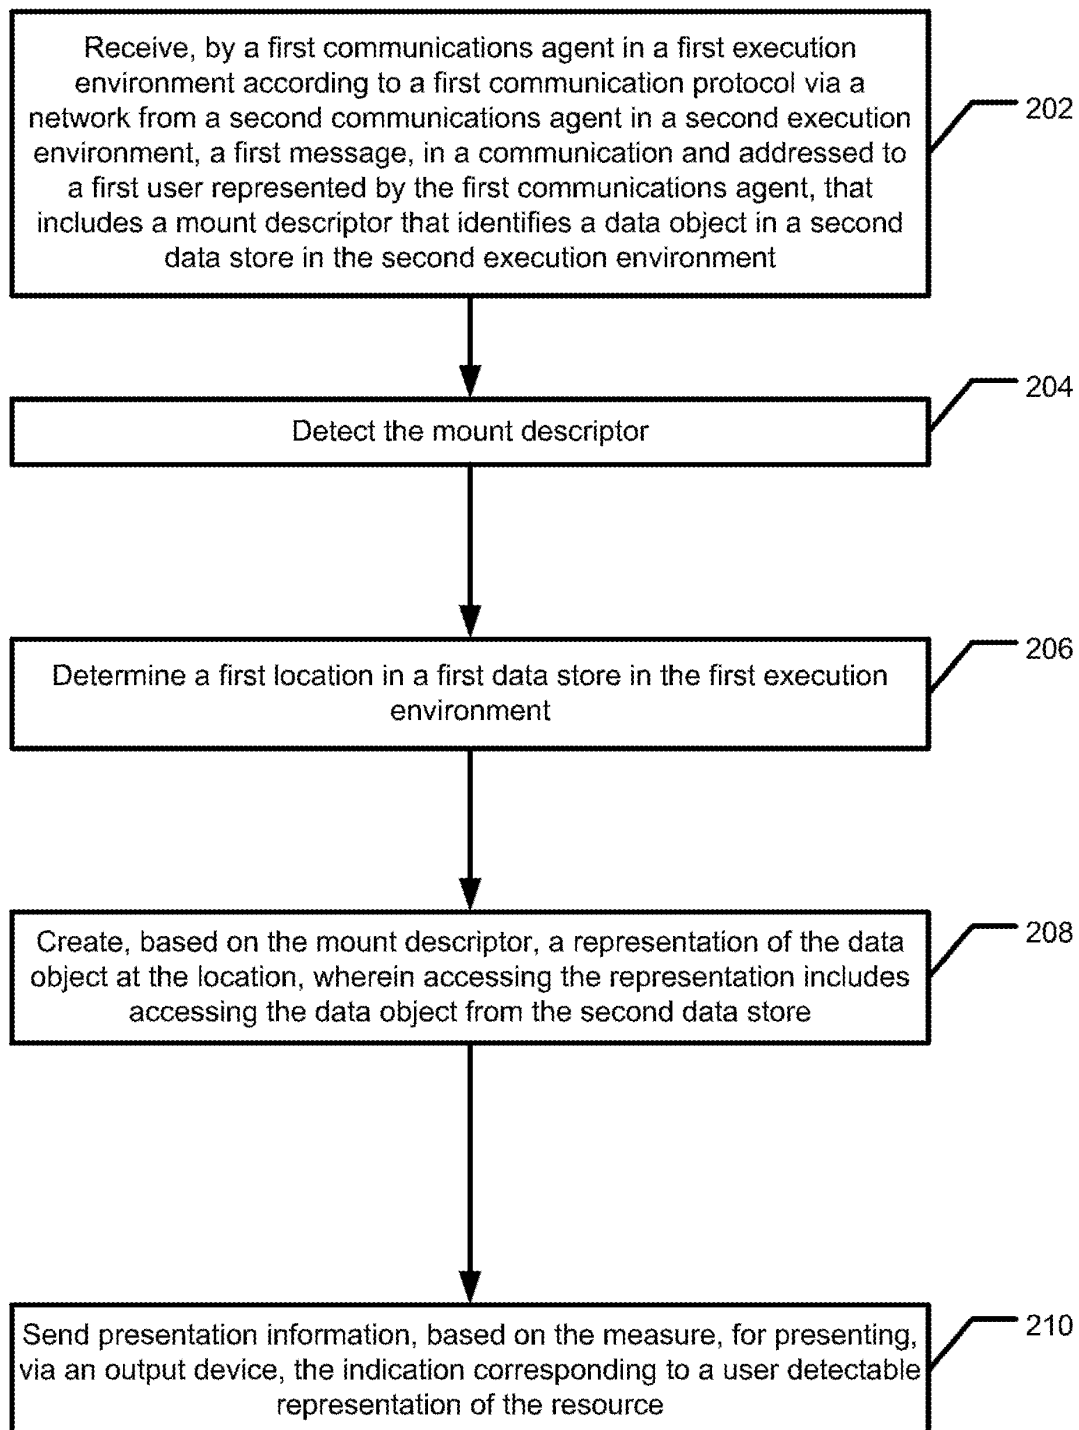 Receive, by a first communications agent in a first execution
environment according to a first communication protocol via a
network from a second communications agent in a second execution
environment, a first message, in a communication and addressed to
a first user represented by the first communications agent, that
includes a mount descriptor that identifies a data object in a second
data store in the second execution environment
202
Detect the mount descriptor
204
Determine a first location in a first data store in the first execution
environment
206
Create, based on the mount descriptor, a representation of the data
object at the location, wherein accessing the representation includes
accessing the data object from the second data store
208
Send presentation information, based on the measure, for presenting,
via an output device, the indication corresponding to a user detectable
representation of the resource
210